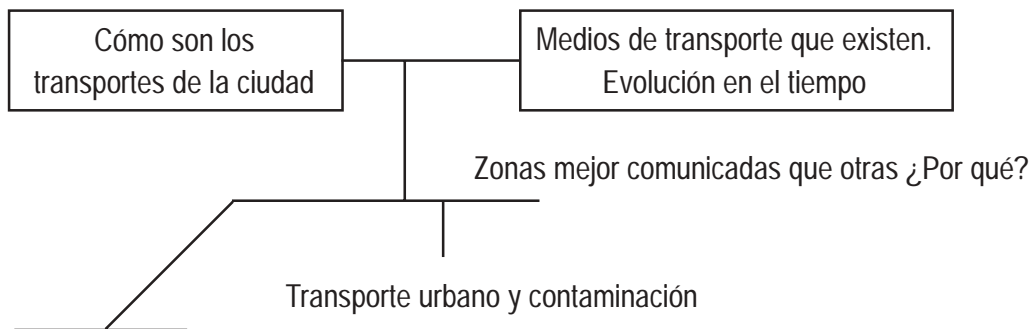 Cómo son los
transportes de la ciudad
Medios de transporte que existen.
Evolución en el tiempo
Zonas mejor comunicadas que otras ¿Por qué?
Transporte urbano y contaminación